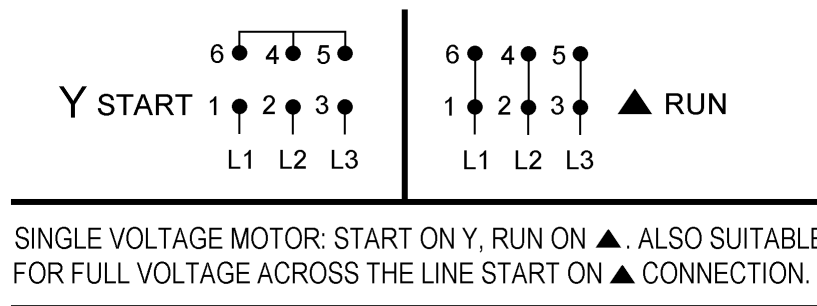 6 4 5 6 4 5
Y START 1 2 3 1 2 3 ▲ RUN
L1 L2 L3 L1 L2 L3
SINGLE VOLTAGE MOTOR: START ON Y, RUN ON ▲. ALSO SUITABLE
FOR FULL VOLTAGE ACROSS THE LINE START ON ▲ CONNECTION.